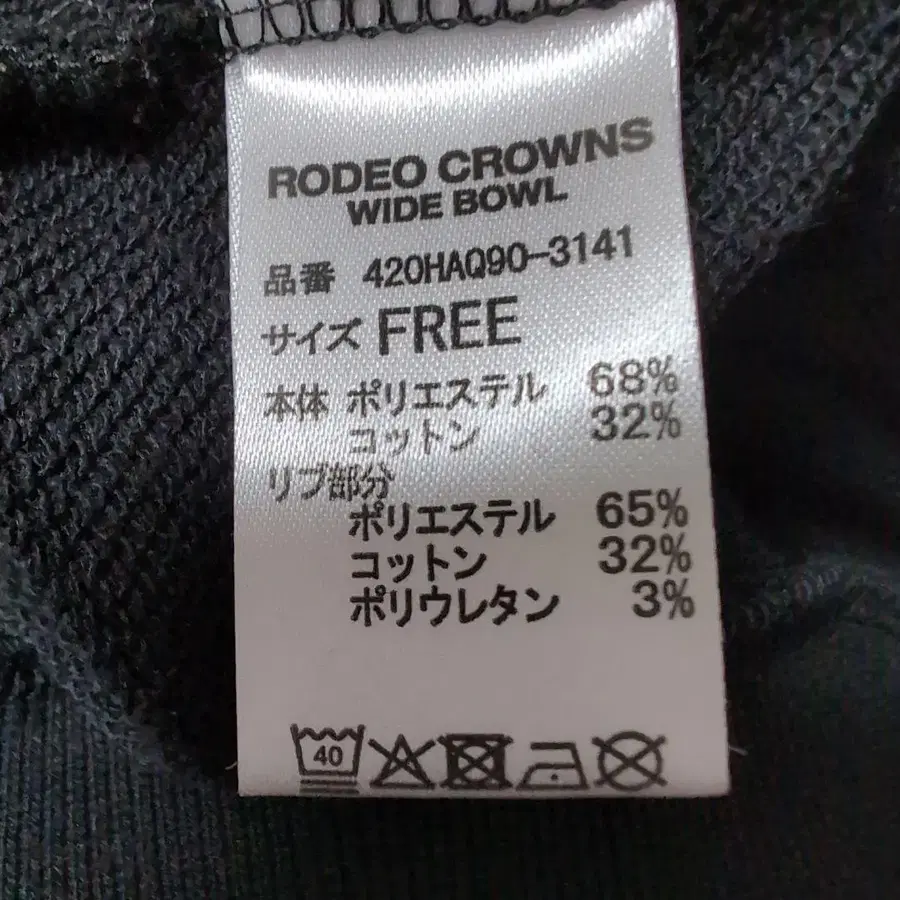 RODEO CROWNS
WIDE BOWL
品番 420HAQ90-3141
サイズ FREE
本体 ポリエステル 68%
コットン 32%
リブ部分
ポリエステル 65%
コットン 32%
ポリウレタン 3%
40